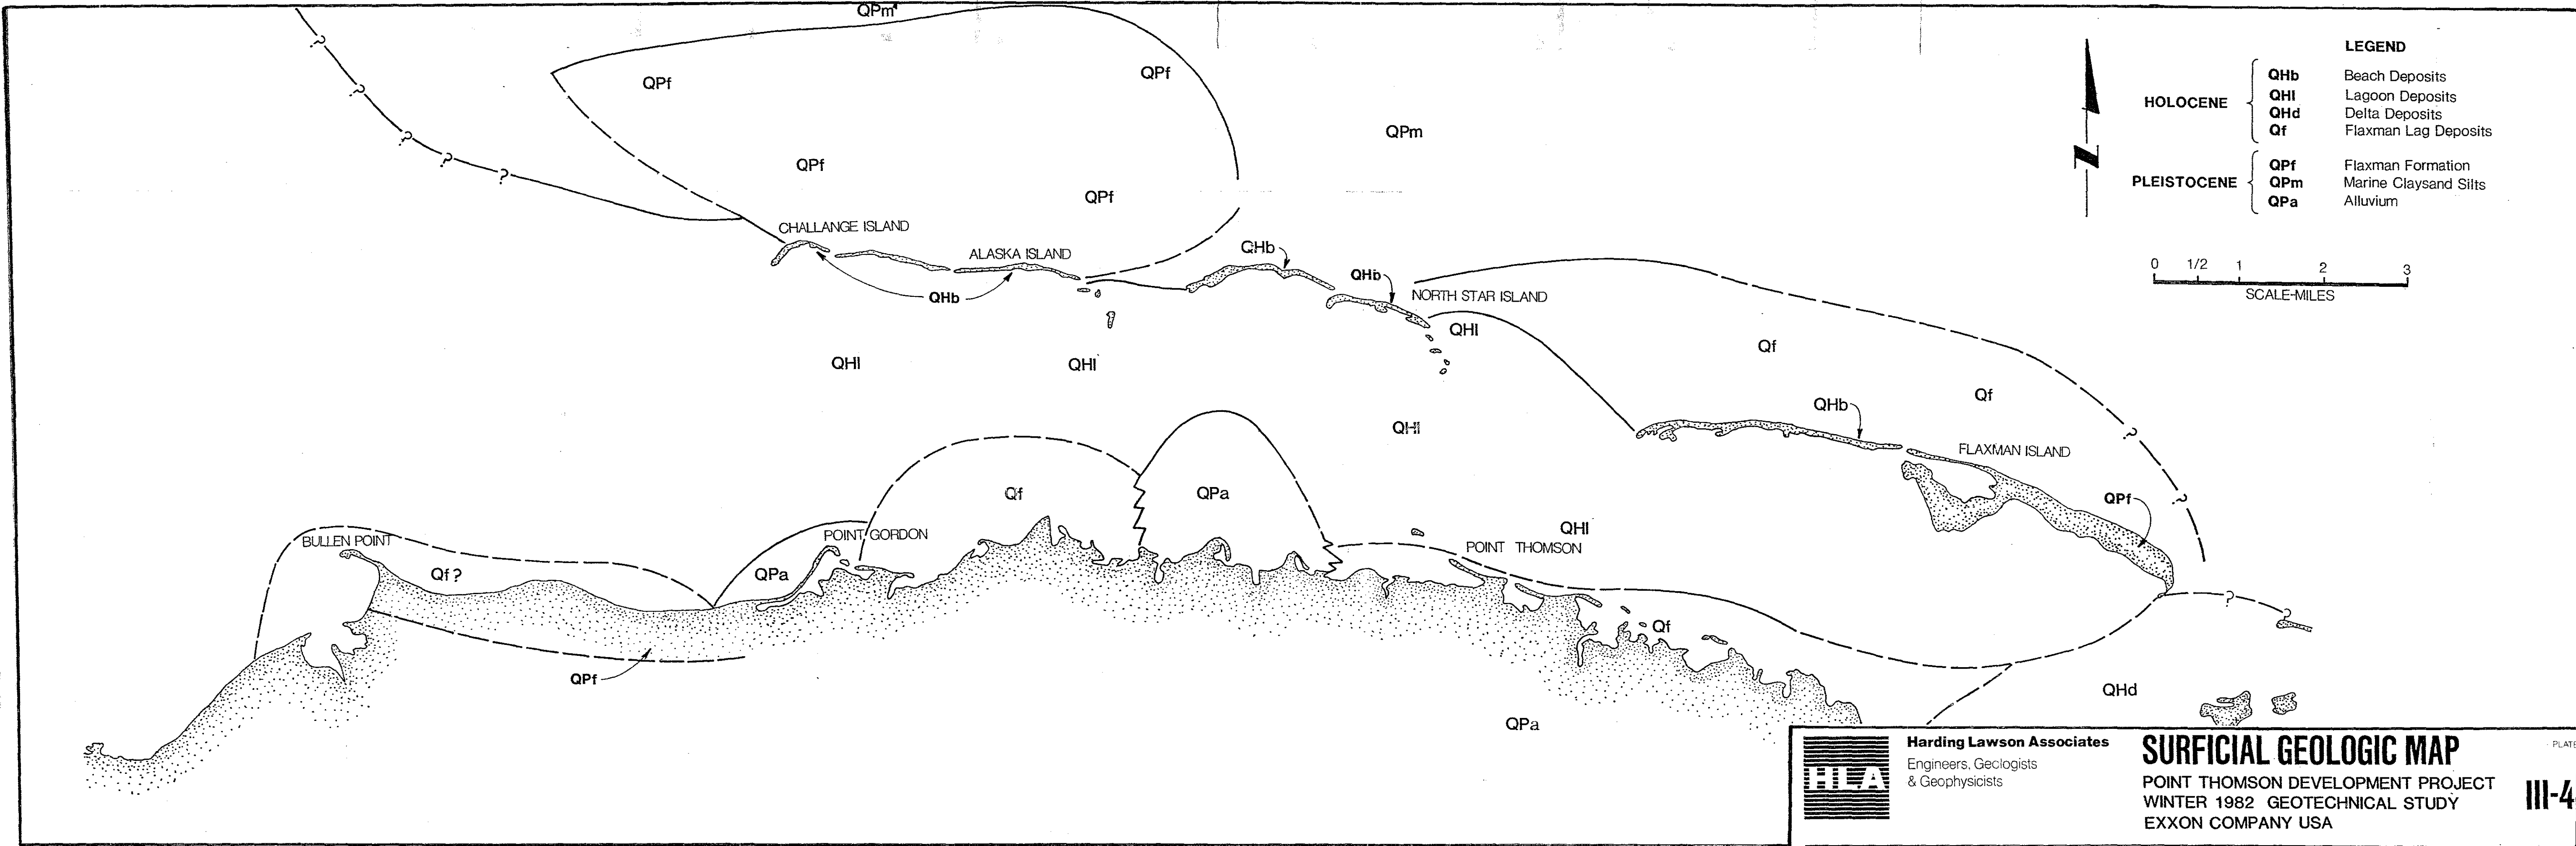 QPm
QPf
QPf
QPm
QPf
QPf
?
?
?
?
?
CHALLANGE ISLAND
ALASKA ISLAND
QHb
QHb
QHb
NORTH STAR ISLAND
QHl
QHl
QHl
Qf
Qf
QHb
QHl
?
FLAXMAN ISLAND
QPf
?
Qf
QPa
QHl
BULLEN POINT
POINT GORDON
POINT THOMSON
Qf?
QPa
?
?
Qf
QPf
QHd
QPa
LEGEND
HOLOCENE
QHb Beach Deposits
QHl Lagoon Deposits
QHd Delta Deposits
Qf Flaxman Lag Deposits
PLEISTOCENE
QPf Flaxman Formation
QPm Marine Claysand Silts
QPa Alluvium
N
0 1/2 1 2 3
SCALE-MILES
HLA
Harding Lawson Associates
Engineers, Geologists
& Geophysicists
SURFICIAL GEOLOGIC MAP
POINT THOMSON DEVELOPMENT PROJECT
WINTER 1982 GEOTECHNICAL STUDY
EXXON COMPANY USA
PLATE
III-4